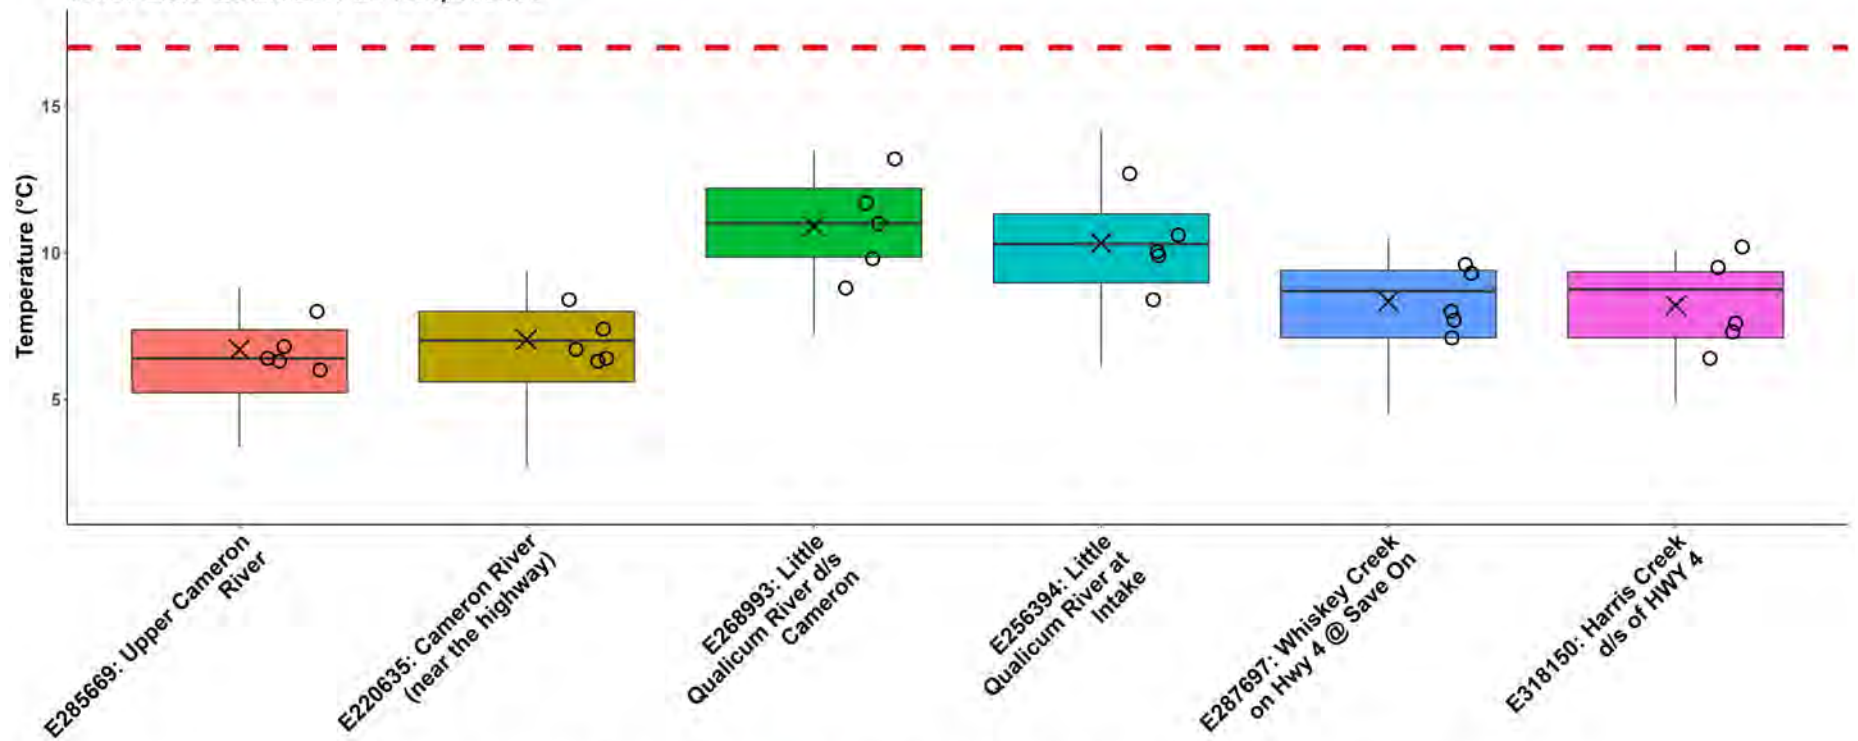 15
10
5
Temperature (°C)
E285669: Upper Cameron
River
E220635: Cameron River
(near the highway)
E268993: Little
Qualicum River d/s
Cameron
E256394: Little
Qualicum River at
Intake
E287697: Whiskey Creek
on Hwy 4 @ Save On
E318150: Harris Creek
d/s of HWY 4